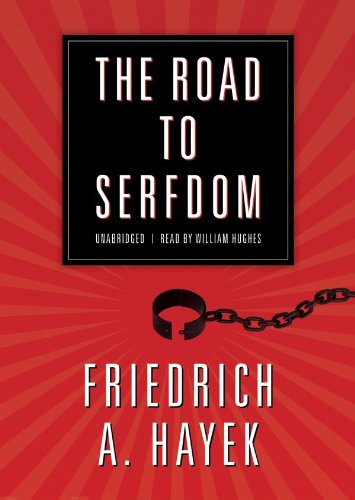 THE ROAD
TO
SERFDOM
UNABRIDGED | READ BY WILLIAM HUGHES
FRIEDRICH
A. HAYEK